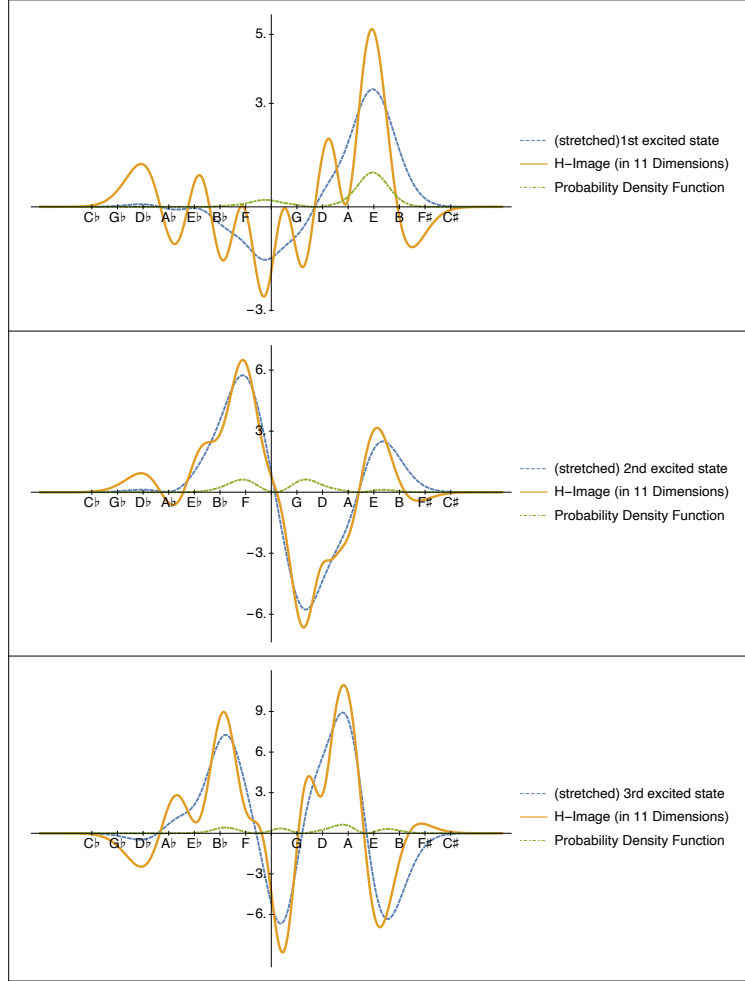 5.
3.
(stretched)1st excited state
H-Image (in 11 Dimensions)
Probability Density Function
C♭ G♭ D♭ A♭ E♭ B♭ F G D A E B F♯ C♯
-3.
6.
3.
(stretched) 2nd excited state
H-Image (in 11 Dimensions)
Probability Density Function
C♭ G♭ D♭ A♭ E♭ B♭ F G D A E B F♯ C♯
-3.
-6.
9.
6.
3.
(stretched) 3rd excited state
H-Image (in 11 Dimensions)
Probability Density Function
C♭ G♭ D♭ A♭ E♭ B♭ F G D A E B F♯ C♯
-3.
-6.